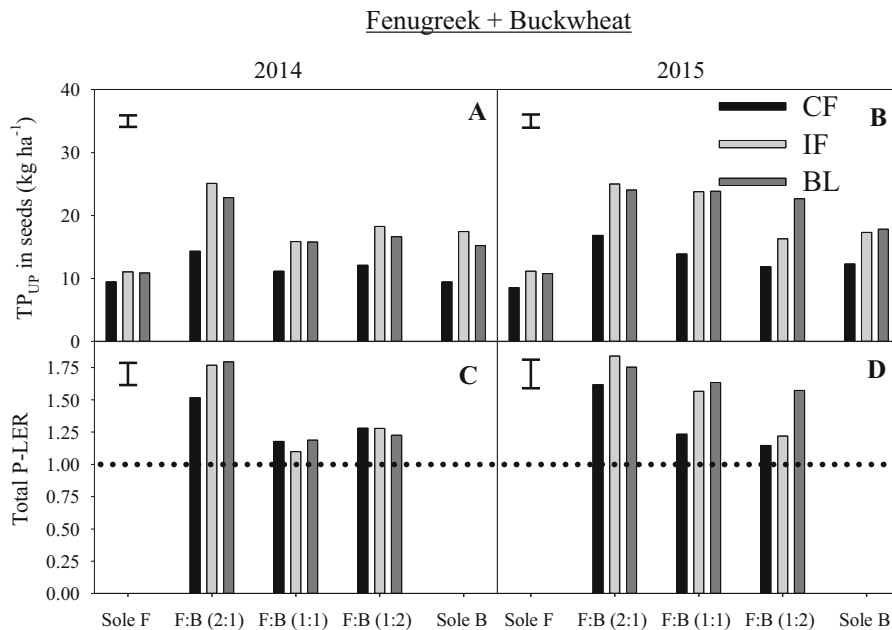 Fenugreek + Buckwheat
2014 2015
A
B
CF
IF
BL
TP_UP in seeds (kg ha⁻¹)
40
30
20
10
0
C
D
Total P-LER
1.75
1.50
1.25
1.00
0.75
0.50
0.25
0.00
Sole F F:B (2:1) F:B (1:1) F:B (1:2) Sole B Sole F F:B (2:1) F:B (1:1) F:B (1:2) Sole B